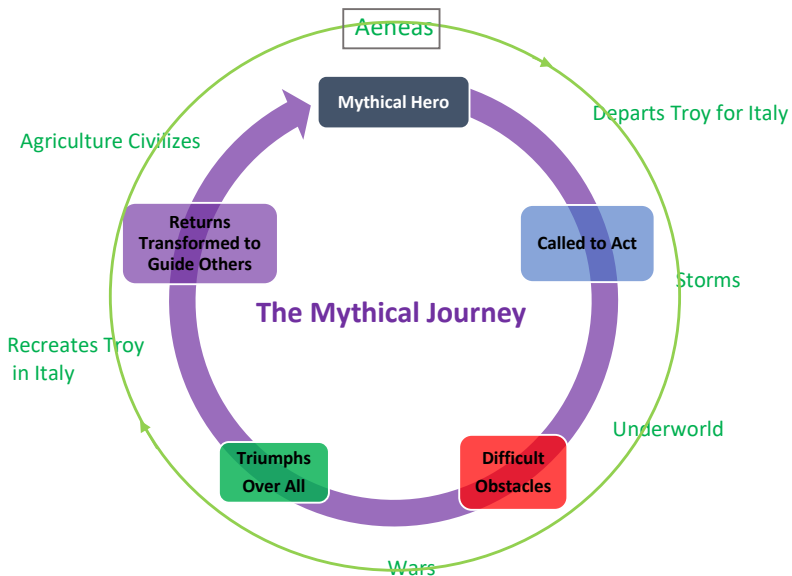 Aeneas
Mythical Hero
Departs Troy for Italy
Agriculture Civilizes
Returns
Transformed to
Guide Others
Called to Act
Storms
The Mythical Journey
Recreates Troy
in Italy
Underworld
Triumphs
Over All
Difficult
Obstacles
Wars